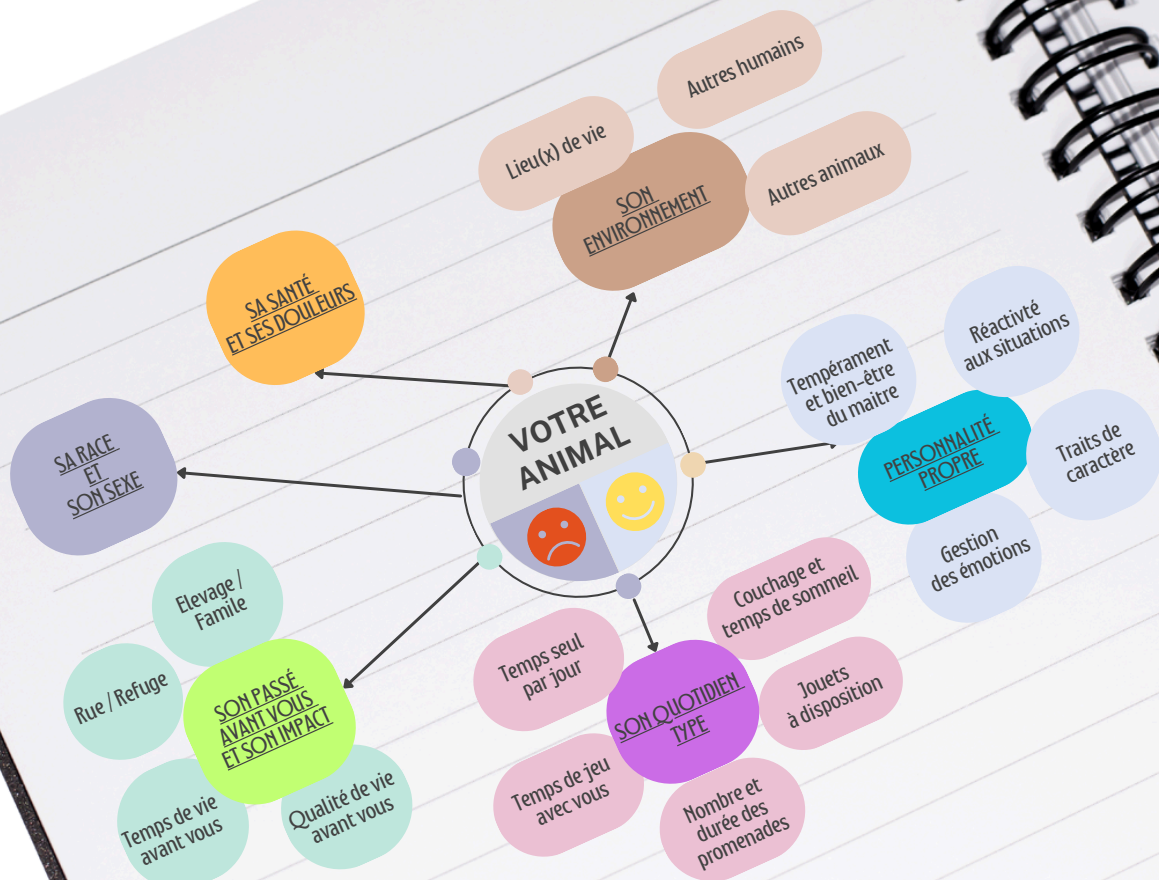 Autres humains
Lieu(x) de vie
Autres animaux
SON
ENVIRONNEMENT
SA SANTÉ
ET SES DOULEURS
Réactivté
aux situations
Tempérament
et bien-être
du maitre
PERSONNALITÉ
PROPRE
Traits de
caractère
Gestion
des émotions
VOTRE
ANIMAL
SA RACE
ET
SON SEXE
Elevage /
Famile
Rue / Refuge
SON PASSÉ
AVANT VOUS
ET SON IMPACT
Temps de vie
avant vous
Qualité de vie
avant vous
Couchage et
temps de sommeil
Temps seul
par jour
SON QUOTIDIEN
TYPE
Jouets
à disposition
Temps de jeu
avec vous
Nombre et
durée des
promenades